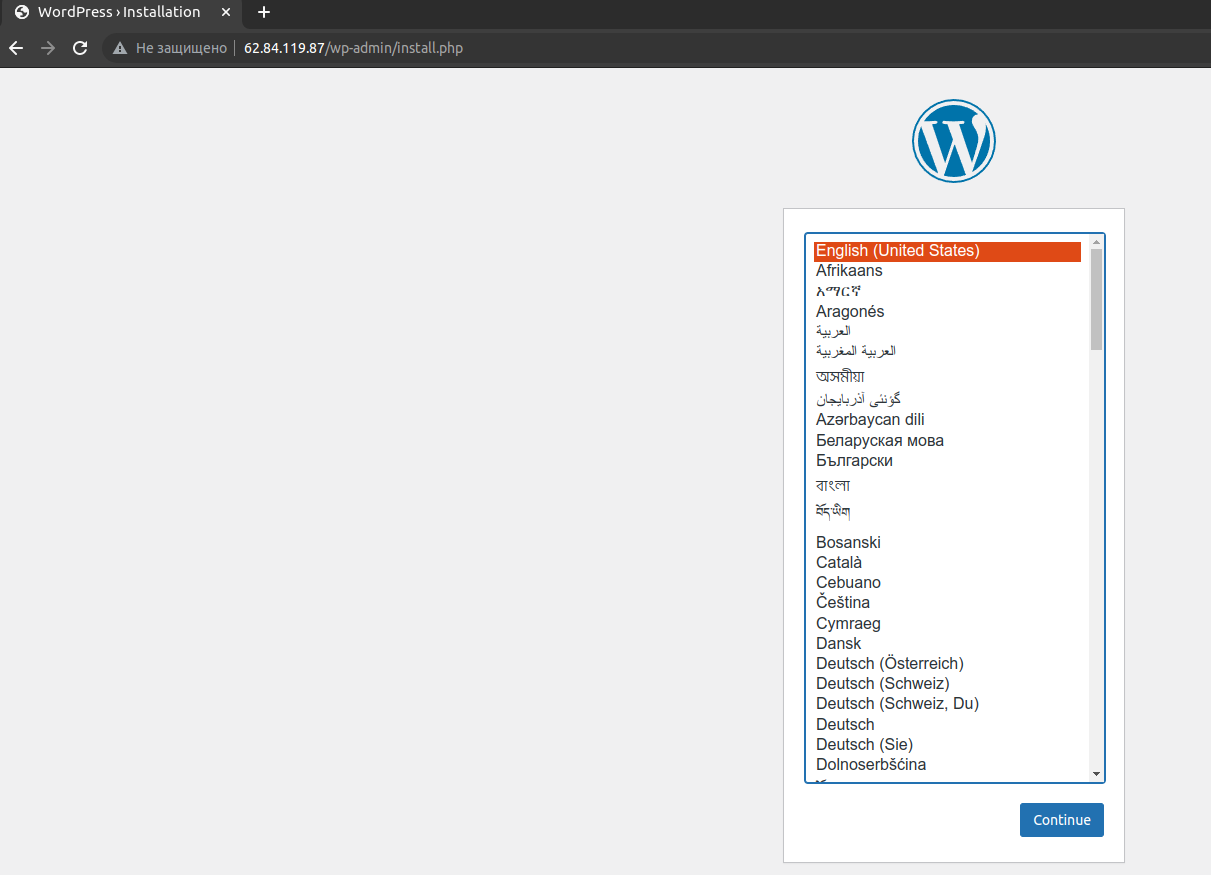 WordPress › Installation
Не защищено 62.84.119.87/wp-admin/install.php
English (United States)
Afrikaans
አማርኛ
Aragonés
العربية
العربية المغربية
অসমীয়া
گؤنئی آذربایجان
Azərbaycan dili
Беларуская мова
Български
বাংলা
བོད་ཡིག
Bosanski
Català
Cebuano
Čeština
Cymraeg
Dansk
Deutsch (Österreich)
Deutsch (Schweiz)
Deutsch (Schweiz, Du)
Deutsch
Deutsch (Sie)
Dolnoserbšćina
Continue